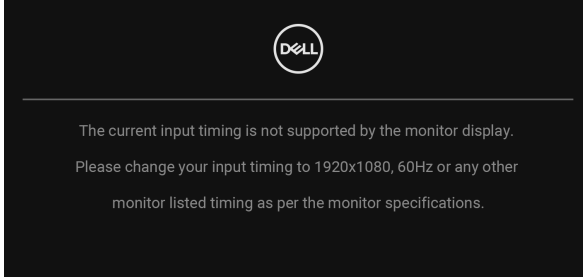 DELL
The current input timing is not supported by the monitor display.
Please change your input timing to 1920x1080, 60Hz or any other
monitor listed timing as per the monitor specifications.